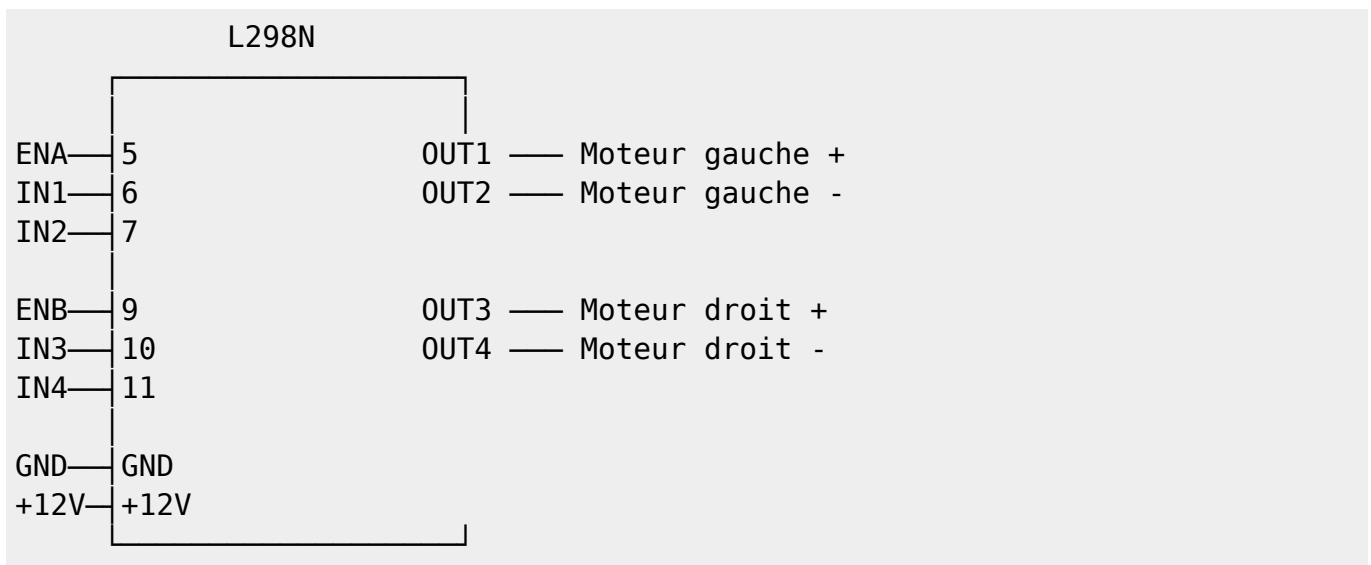 L298N
ENA 5 OUT1 ─── Moteur gauche +
IN1 6 OUT2 ─── Moteur gauche -
IN2 7
ENB 9 OUT3 ─── Moteur droit +
IN3 10 OUT4 ─── Moteur droit -
IN4 11
GND GND
+12V +12V